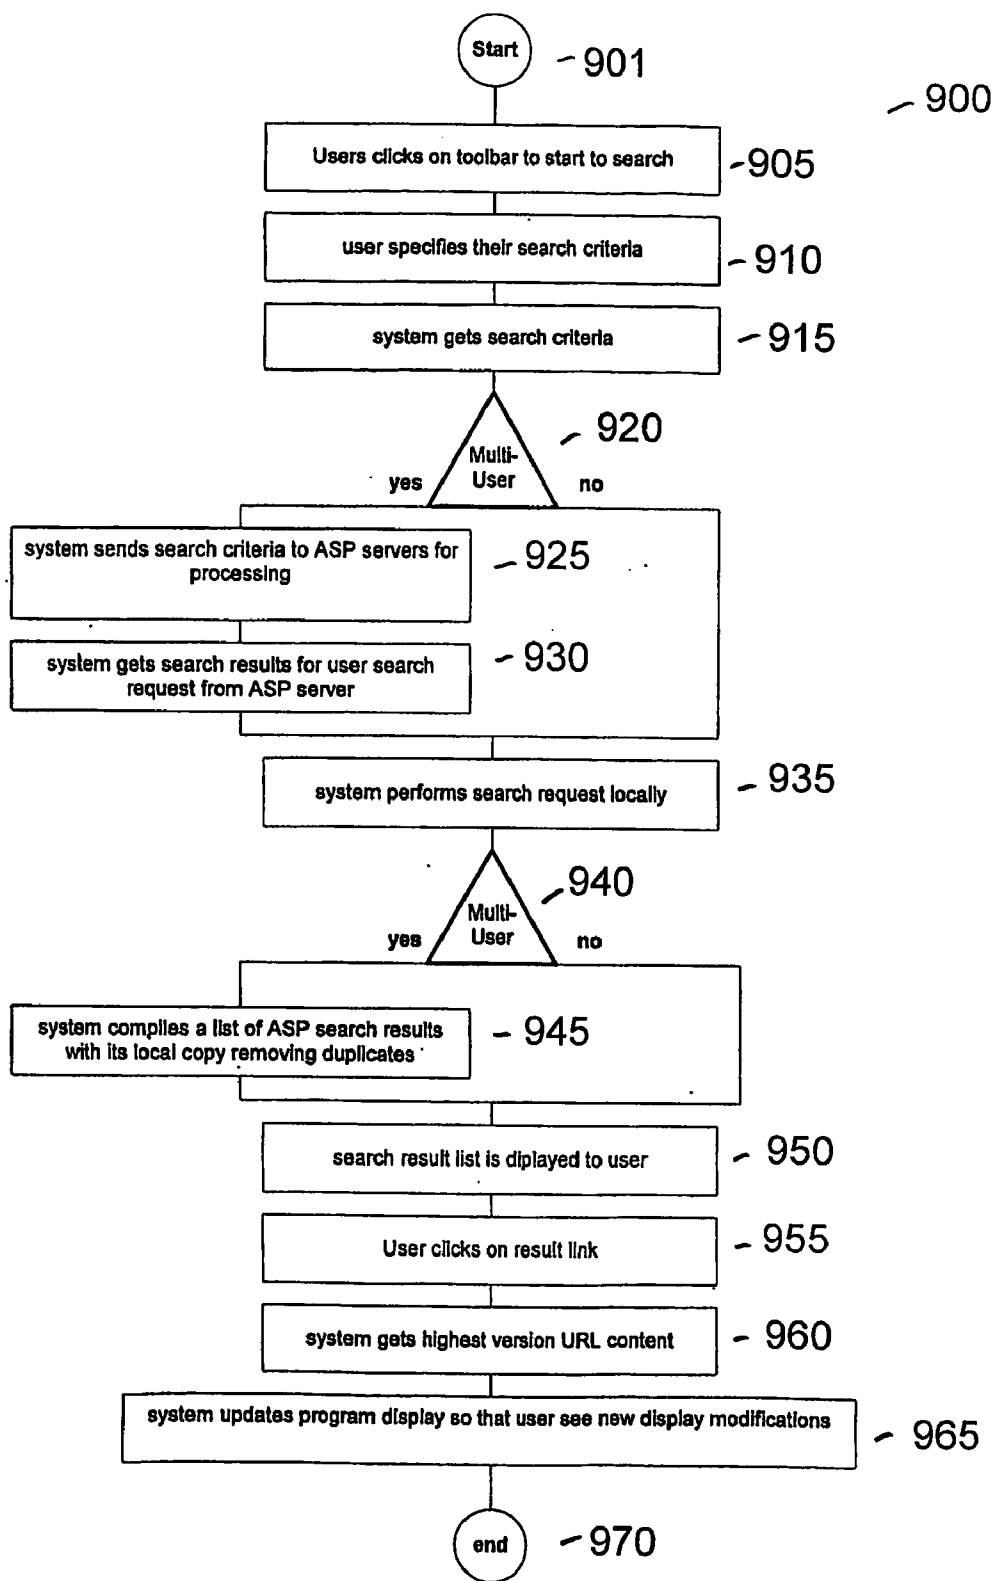 Start
901
900
Users clicks on toolbar to start to search
905
user specifies their search criteria
910
system gets search criteria
915
920
Multi-
User
yes
no
system sends search criteria to ASP servers for
processing
925
system gets search results for user search
request from ASP server
930
system performs search request locally
935
940
Multi-
User
yes
no
system compiles a list of ASP search results
with its local copy removing duplicates
945
search result list is diplayed to user
950
User clicks on result link
955
system gets highest version URL content
960
system updates program display so that user see new display modifications
965
end
970